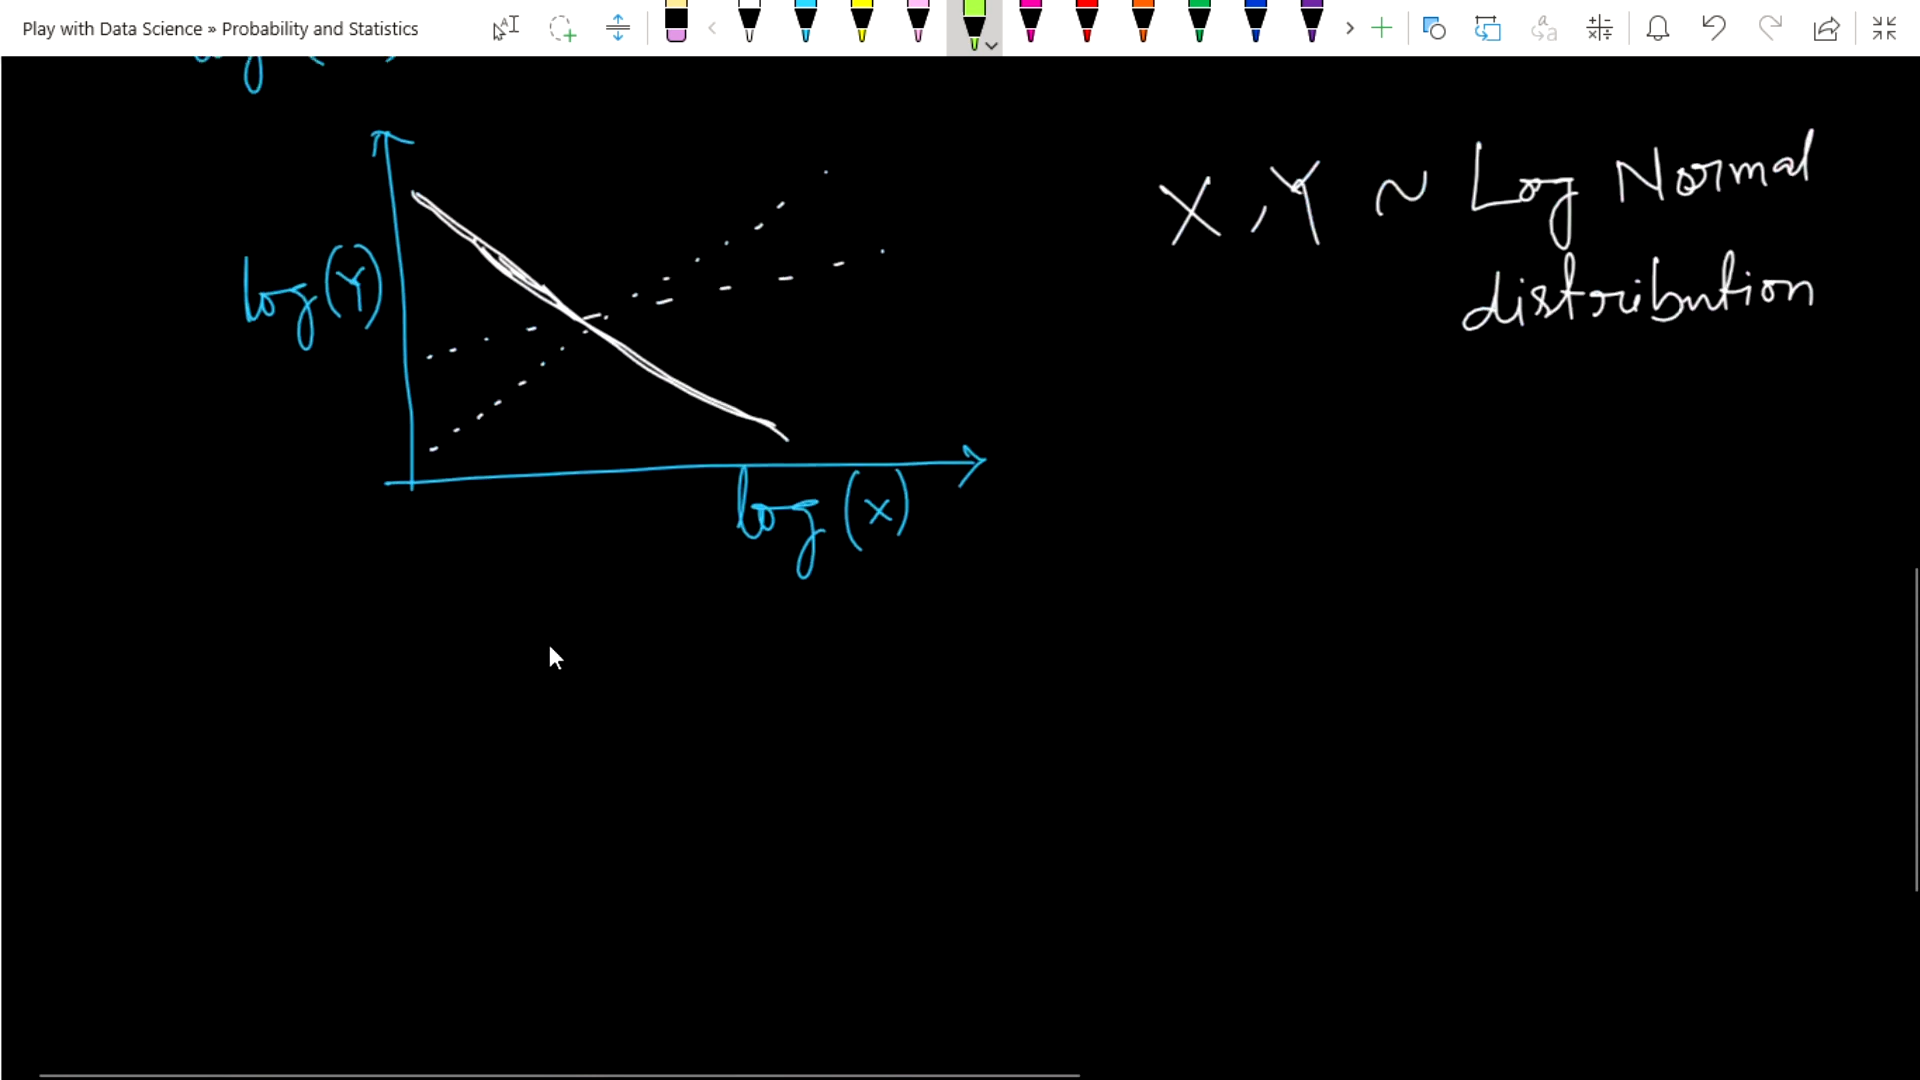 Play with Data Science » Probability and Statistics
X, Y ~ Log Normal
distribution
log(Y)
log(x)